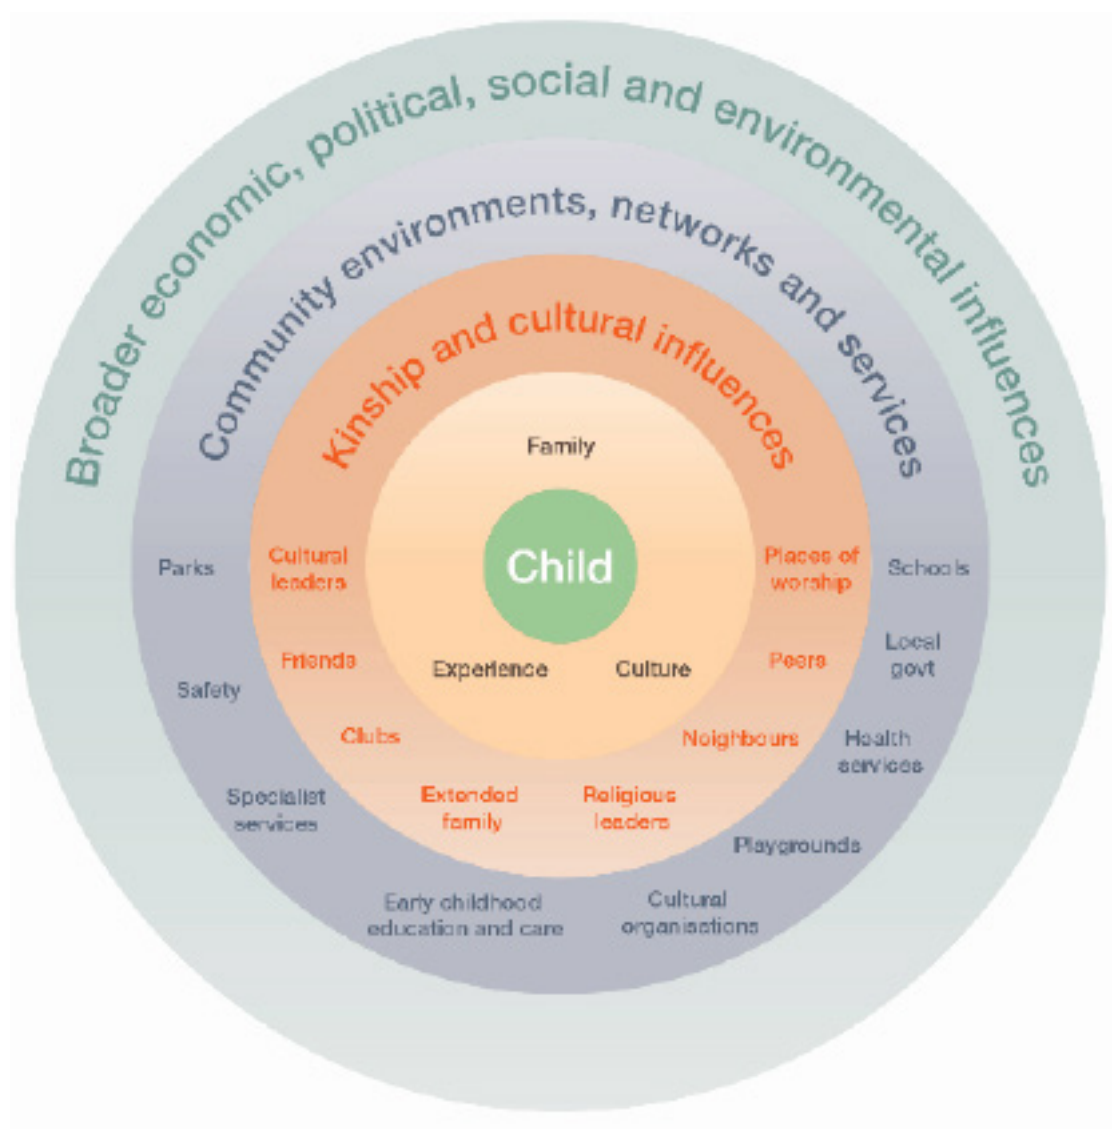 Broader economic, political, social and environmental influences
Community environments, networks and services
Kinship and cultural influences
Family
Child
Experience
Culture
Cultural
leaders
Places of
worship
Friends
Peers
Clubs
Neighbours
Extended
family
Religious
leaders
Parks
Schools
Safety
Local
govt
Health
services
Specialist
services
Playgrounds
Early childhood
education and care
Cultural
organisations